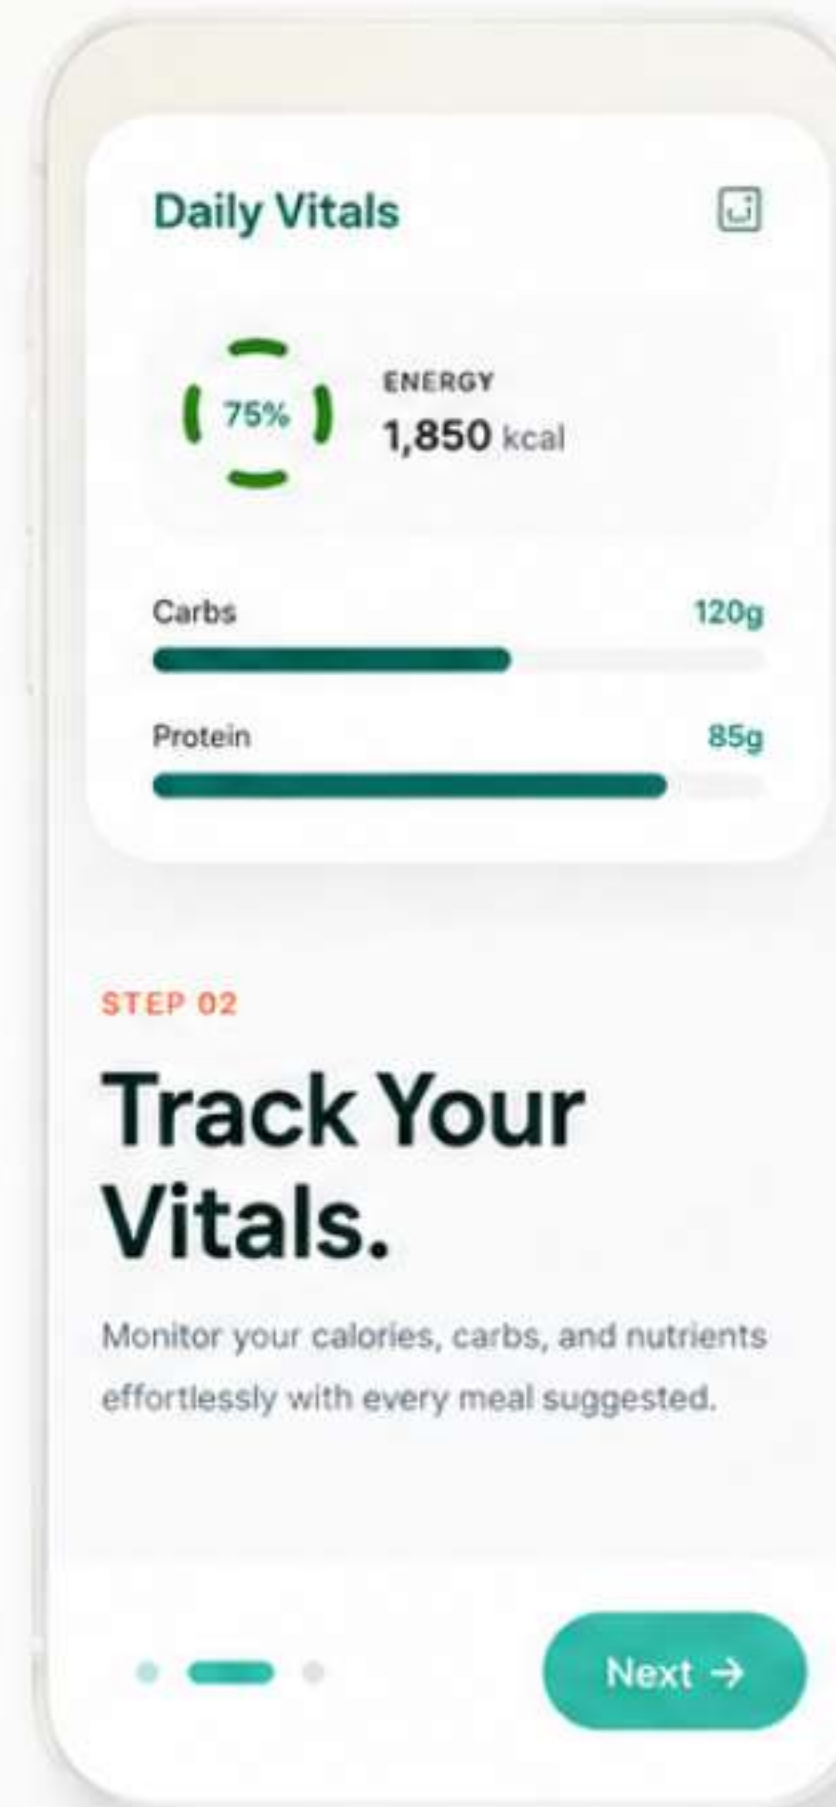 Daily Vitals
75%
ENERGY
1,850 kcal
Carbs
120g
Protein
85g
STEP 02
Track Your
Vitals.
Monitor your calories, carbs, and nutrients
effortlessly with every meal suggested.
Next →